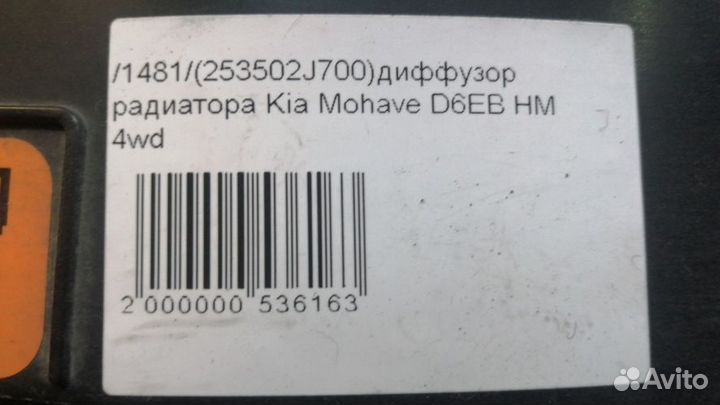 /1481/(253502J700)диффузор
радиатора Kia Mohave D6EB HM
4wd
2 000000 536163
Avito